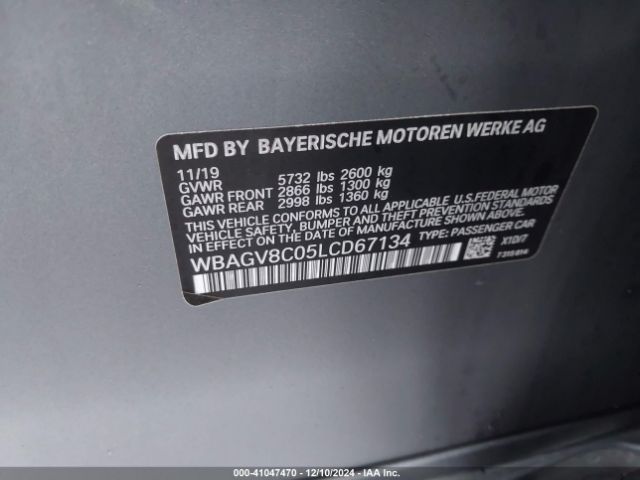 MFD BY BAYERISCHE MOTOREN WERKE AG
11/19
GVWR 5732 lbs 2600 kg
GAWR FRONT 2866 lbs 1300 kg
GAWR REAR 2998 lbs 1360 kg
THIS VEHICLE CONFORMS TO ALL APPLICABLE U.S.FEDERAL MOTOR
VEHICLE SAFETY, BUMPER, AND THEFT PREVENTION STANDARDS
IN EFFECT ON THE DATE OF MANUFACTURE SHOWN ABOVE.
WBAGV8C05LCD67134 TYPE: PASSENGER CAR
X1D/7
7315814
000-41047470 - 12/10/2024 - IAA Inc.